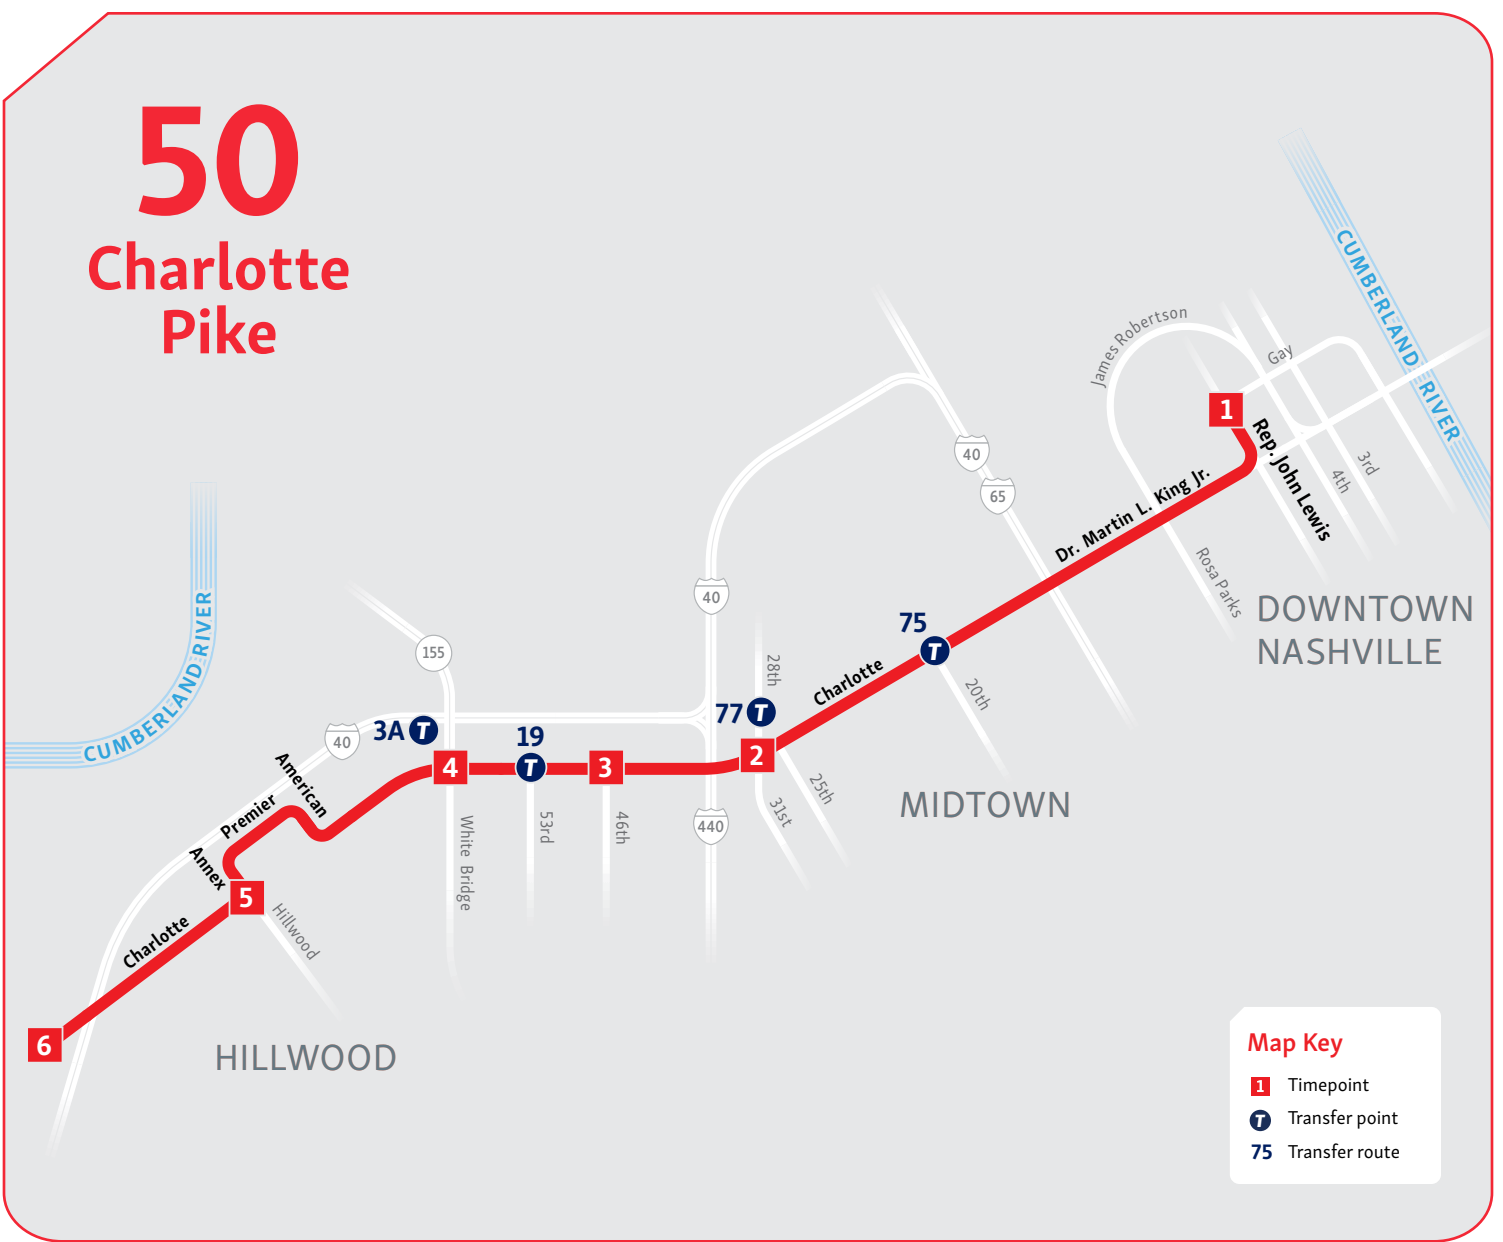 50
Charlotte
Pike
CUMBERLAND RIVER
James Robertson
Gay
1
Rep. John Lewis
3rd
4th
Dr. Martin L. King Jr.
Rosa Parks
DOWNTOWN
NASHVILLE
40
65
40
CUMBERLAND RIVER
155
75
T
28th
Charlotte
20th
77 T
3A T
19
T
40
American
4
3
2
25th
31st
MIDTOWN
Premier
440
White Bridge
53rd
46th
Annex
5
Hillwood
Charlotte
6
HILLWOOD
Map Key
1 Timepoint
T Transfer point
75 Transfer route